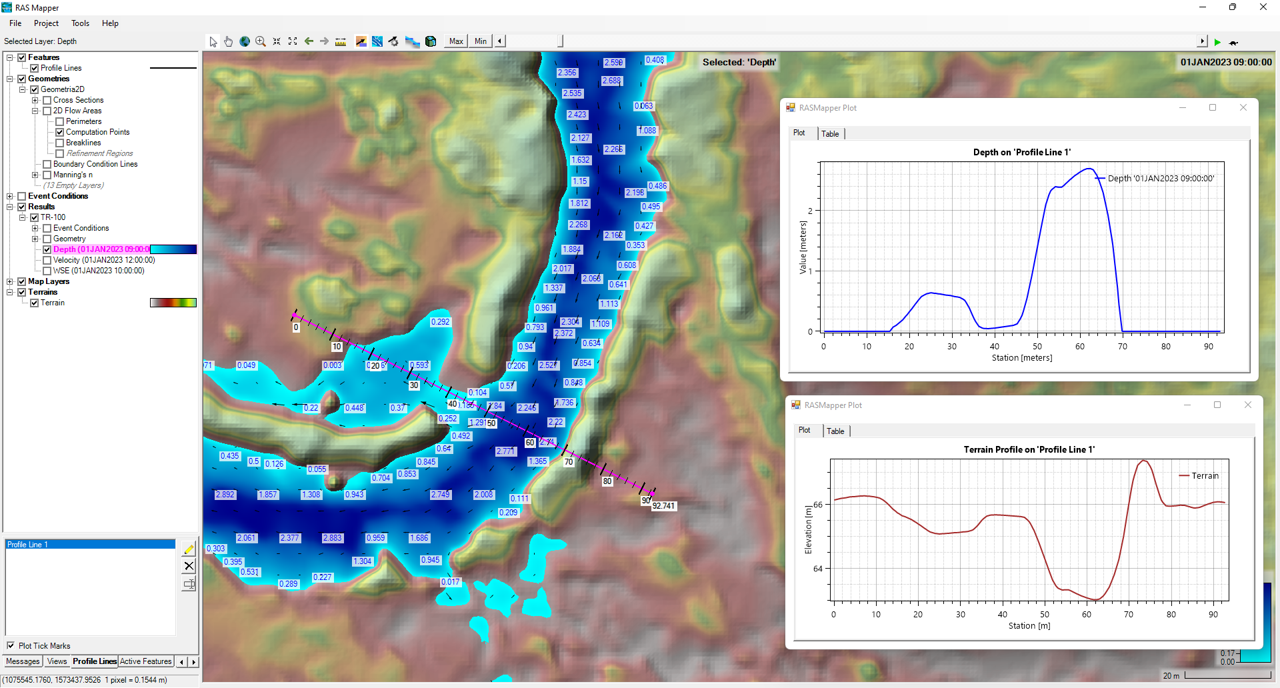 RAS Mapper
File Project Tools Help
Selected Layer: Depth
Max Min
Features
Profile Lines
Geometries
Geometria2D
Cross Sections
2D Flow Areas
Perimeters
Computation Points
Breaklines
Refinement Regions
Boundary Condition Lines
Manning's n
(13 Empty Layers)
Event Conditions
Results
TR-100
Event Conditions
Geometry
Depth (01JAN2023 09:00:00
Velocity (01JAN2023 12:00:00)
WSE (01JAN2023 10:00:00)
Map Layers
Terrains
Terrain
Profile Line 1
Plot Tick Marks
Messages Views Profile Lines Active Features
(1075545.1760, 1573437.9526 1 pixel = 0.1544 m)
Selected: 'Depth'
01JAN2023 09:00:00
2.598 0.408
2.356
2.688
2.535
0.063
2.423
1.088
2.127
2.266
1.632
1.15
0.486
2.195
1.812
0.495
2.268
0.427
2.162
0.353
1.884
0.608
2.017
2.066
0.641
1.337
1.113
0.961
0.292
2.304 1.109
0.793
2.372
0.634
0.94
0.049 0.003 0.593 0.206 2.527 0.854
0.57 0.848
0.104
0.22 0.448 0.37 2.246 1.736
0.252 1.291 2.22
0.492
0.64
2.771
0.435 0.5 0.126 0.055 0.845 1.365
0.704 0.853
2.892 1.857 1.308 0.943 2.749 2.008 0.111
0.209
2.061 2.377 2.883 0.959 1.686
0.303
0.395 1.304 0.945
0.531
0.289 0.227 0.017
0
10
20
30
40
50
60
70
80
90
92.741
RASMapper Plot
Plot Table
Depth on 'Profile Line 1'
Depth '01JAN2023 09:00:00'
Value [meters]
2
1
0
0 10 20 30 40 50 60 70 80 90
Station [meters]
RASMapper Plot
Plot Table
Terrain Profile on 'Profile Line 1'
Terrain
Elevation [m]
66
64
0 10 20 30 40 50 60 70 80 90
Station [m]
0.17
0.00
20 m